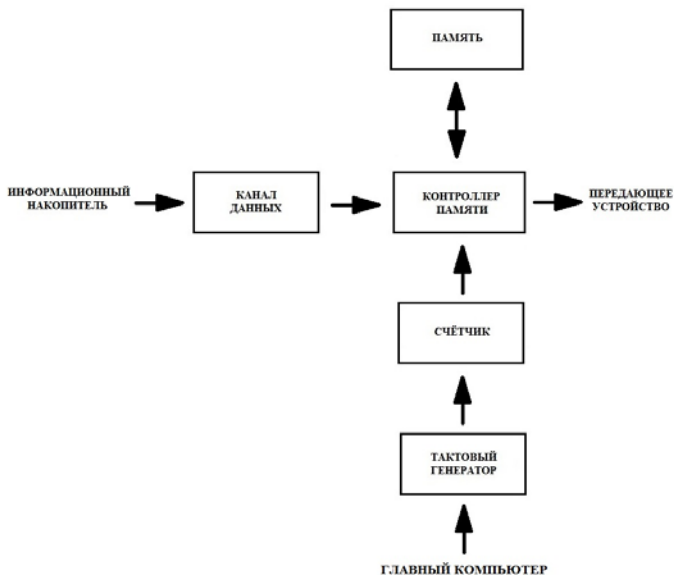 ПАМЯТЬ
ИНФОРМАЦИОННЫЙ
НАКОПИТЕЛЬ
КАНАЛ
ДАННЫХ
КОНТРОЛЛЕР
ПАМЯТИ
ПЕРЕДАЮЩЕЕ
УСТРОЙСТВО
СЧЁТЧИК
ТАКТОВЫЙ
ГЕНЕРАТОР
ГЛАВНЫЙ КОМПЬЮТЕР